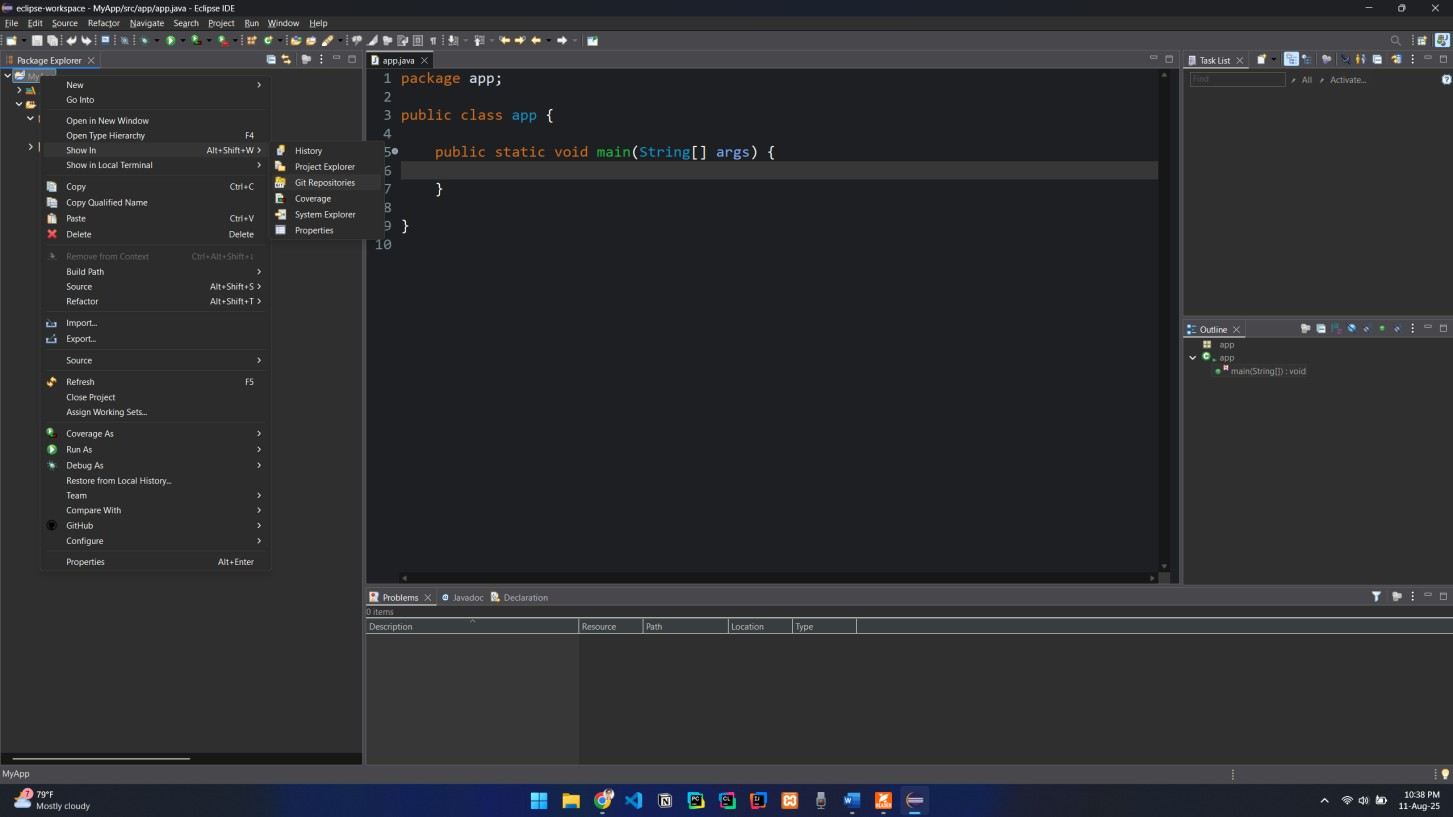 eclipse-workspace - MyApp/src/app/app.java - Eclipse IDE
File Edit Source Refactor Navigate Search Project Run Window Help
Package Explorer
New
Go Into
Open in New Window
Open Type Hierarchy F4
Show In Alt+Shift+W
Show in Local Terminal
Copy Ctrl+C
Copy Qualified Name
Paste Ctrl+V
Delete Delete
Remove from Context Ctrl+Alt+Shift+↓
Build Path
Source Alt+Shift+S
Refactor Alt+Shift+T
Import...
Export...
Source
Refresh F5
Close Project
Assign Working Sets...
Coverage As
Run As
Debug As
Restore from Local History...
Team
Compare With
GitHub
Configure
Properties Alt+Enter
History
Project Explorer
Git Repositories
Coverage
System Explorer
Properties
app.java
1 package app;
2
3 public class app {
4
5 public static void main(String[] args) {
6
7 }
8
9 }
10
Task List
Find All Activate...
Outline
app
app
main(String[]) : void
Problems Javadoc Declaration
0 items
Description Resource Path Location Type
MyApp
79°F
Mostly cloudy
10:38 PM
11-Aug-25